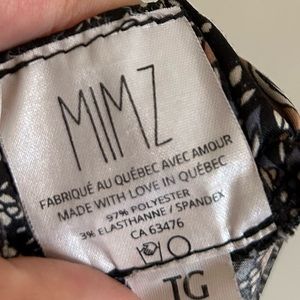 MIMZ
FABRIQUÉ AU QUÉBEC AVEC AMOUR
MADE WITH LOVE IN QUÉBEC
97% POLYESTER
3% ELASTHANNE / SPANDEX
CA 63476
TG